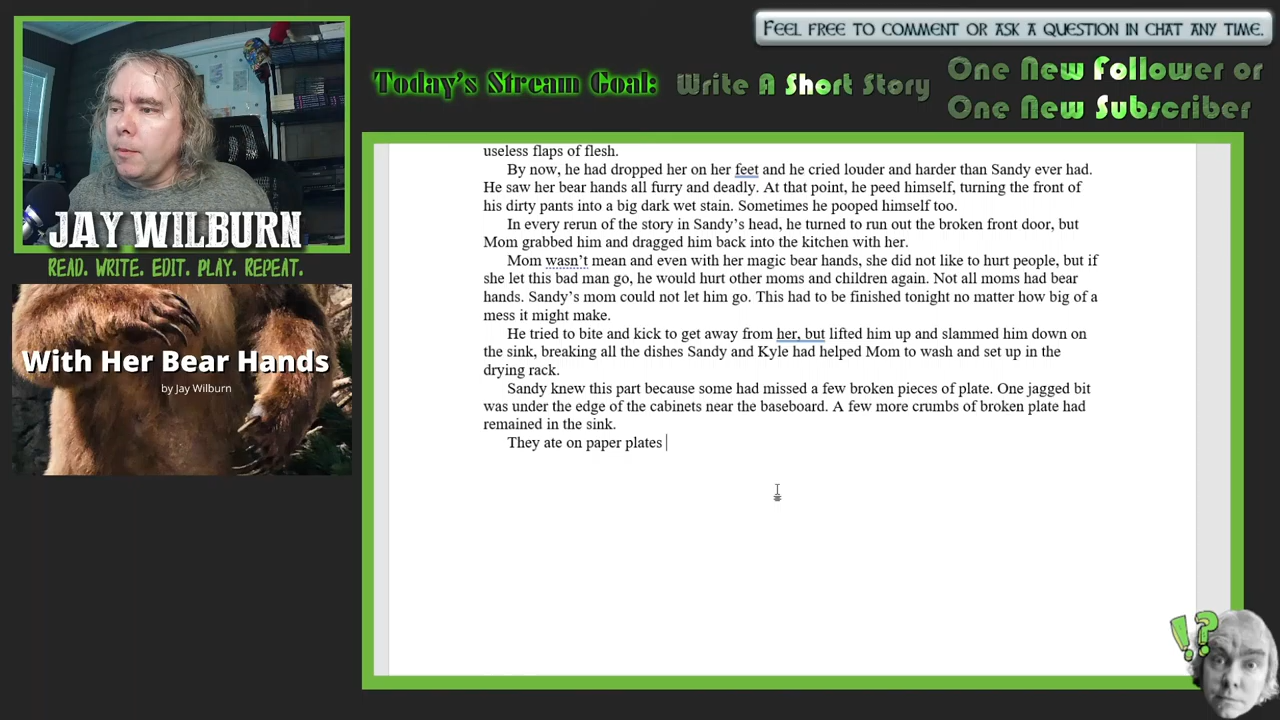 FEEL FREE TO COMMENT OR ASK A QUESTION IN CHAT ANY TIME.
Today's Stream Goal:
Write A Short Story
One New Follower or
One New Subscriber
JAY WILBURN
READ. WRITE. EDIT. PLAY. REPEAT.
With Her Bear Hands
by Jay Wilburn
useless flaps of flesh.
By now, he had dropped her on her feet and he cried louder and harder than Sandy ever had.
He saw her bear hands all furry and deadly. At that point, he peed himself, turning the front of
his dirty pants into a big dark wet stain. Sometimes he pooped himself too.
In every rerun of the story in Sandy's head, he turned to run out the broken front door, but
Mom grabbed him and dragged him back into the kitchen with her.
Mom wasn't mean and even with her magic bear hands, she did not like to hurt people, but if
she let this bad man go, he would hurt other moms and children again. Not all moms had bear
hands. Sandy's mom could not let him go. This had to be finished tonight no matter how big of a
mess it might make.
He tried to bite and kick to get away from her, but lifted him up and slammed him down on
the sink, breaking all the dishes Sandy and Kyle had helped Mom to wash and set up in the
drying rack.
Sandy knew this part because some had missed a few broken pieces of plate. One jagged bit
was under the edge of the cabinets near the baseboard. A few more crumbs of broken plate had
remained in the sink.
They ate on paper plates
!?